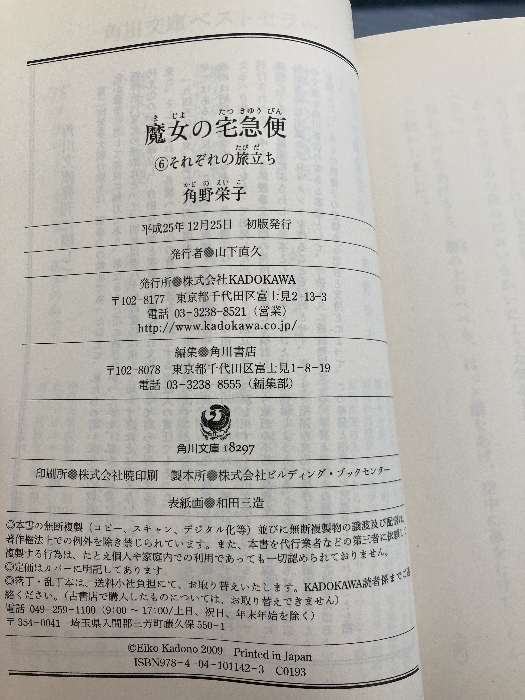 魔女の宅急便
まじょ たっきゅうびん
⑥それぞれの旅立ち
たびだ
角野栄子
かどのえいこ
平成25年12月25日 初版発行
発行者●山下直久
発行所●株式会社KADOKAWA
〒102-8177 東京都千代田区富士見2-13-3
電話 03-3238-8521(営業)
http://www.kadokawa.co.jp/
編集●角川書店
〒102-8078 東京都千代田区富士見1-8-19
電話 03-3238-8555(編集部)
角川文庫 18297
印刷所●株式会社暁印刷 製本所●株式会社ビルディング・ブックセンター
表紙画●和田三造
◎本書の無断複製(コピー、スキャン、デジタル化等)並びに無断複製物の譲渡及び配信は、
著作権法上での例外を除き禁じられています。また、本書を代行業者などの第三者に依頼して
複製する行為は、たとえ個人や家庭内での利用であっても一切認められておりません。
◎定価はカバーに明記してあります。
◎落丁・乱丁本は、送料小社負担にて、お取り替えいたします。KADOKAWA読者係までご連
絡ください。(古書店で購入したものについては、お取り替えできません)
電話 049-259-1100(9:00〜17:00/土日、祝日、年末年始を除く)
〒354-0041 埼玉県入間郡三芳町藤久保550-1
©Eiko Kadono 2009 Printed in Japan
ISBN978-4-04-101142-3 C0193